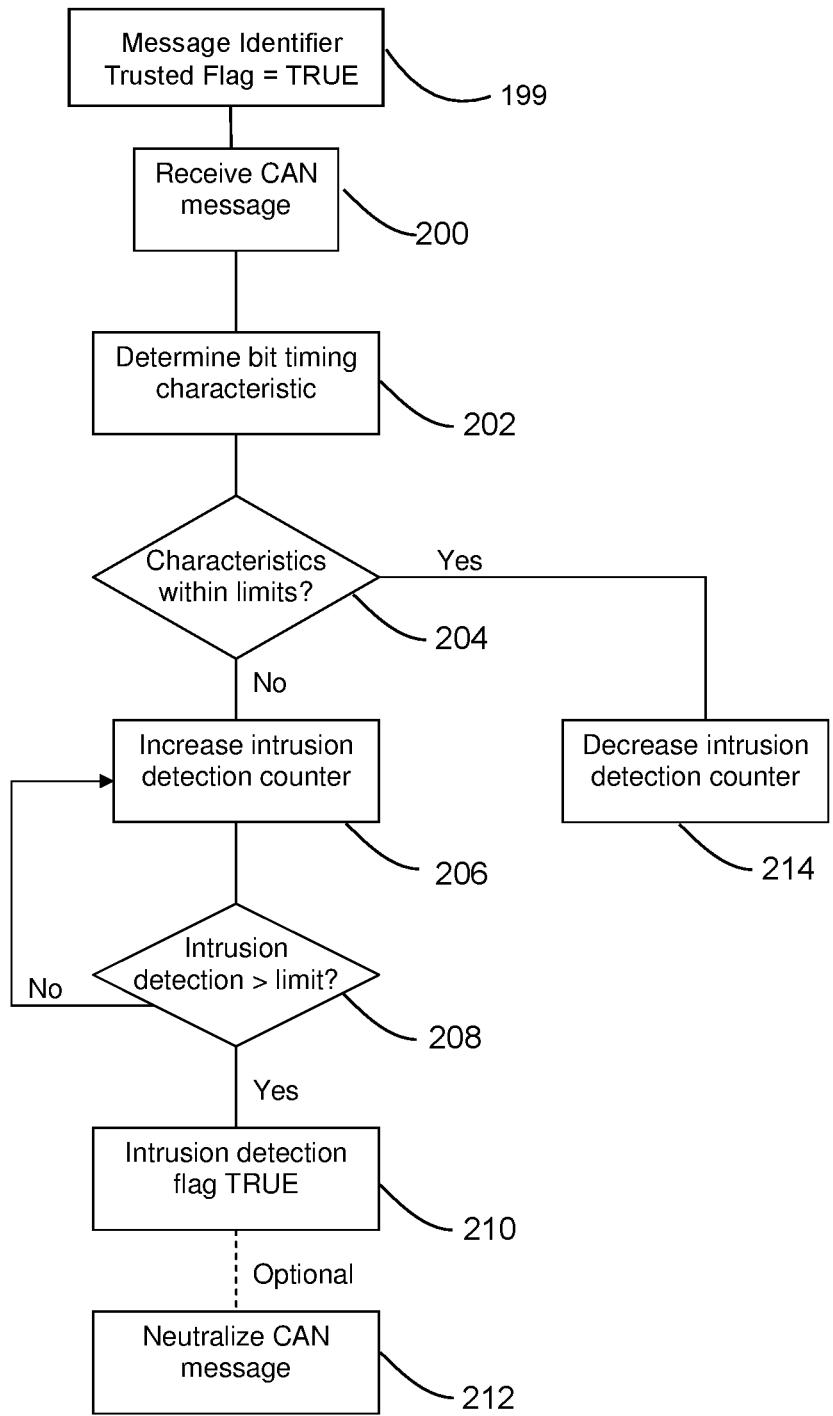 Message Identifier
Trusted Flag = TRUE
199
Receive CAN
message
200
Determine bit timing
characteristic
202
Characteristics
within limits?
Yes
204
No
Increase intrusion
detection counter
206
Decrease intrusion
detection counter
214
Intrusion
detection > limit?
No
208
Yes
Intrusion detection
flag TRUE
210
Optional
Neutralize CAN
message
212